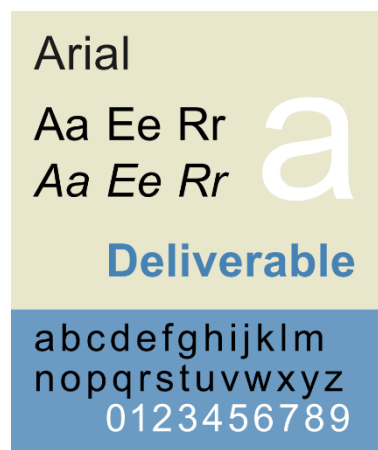 Arial
Aa Ee Rr
a
Aa Ee Rr
Deliverable
abcdefghijklm
nopqrstuvwxyz
0123456789